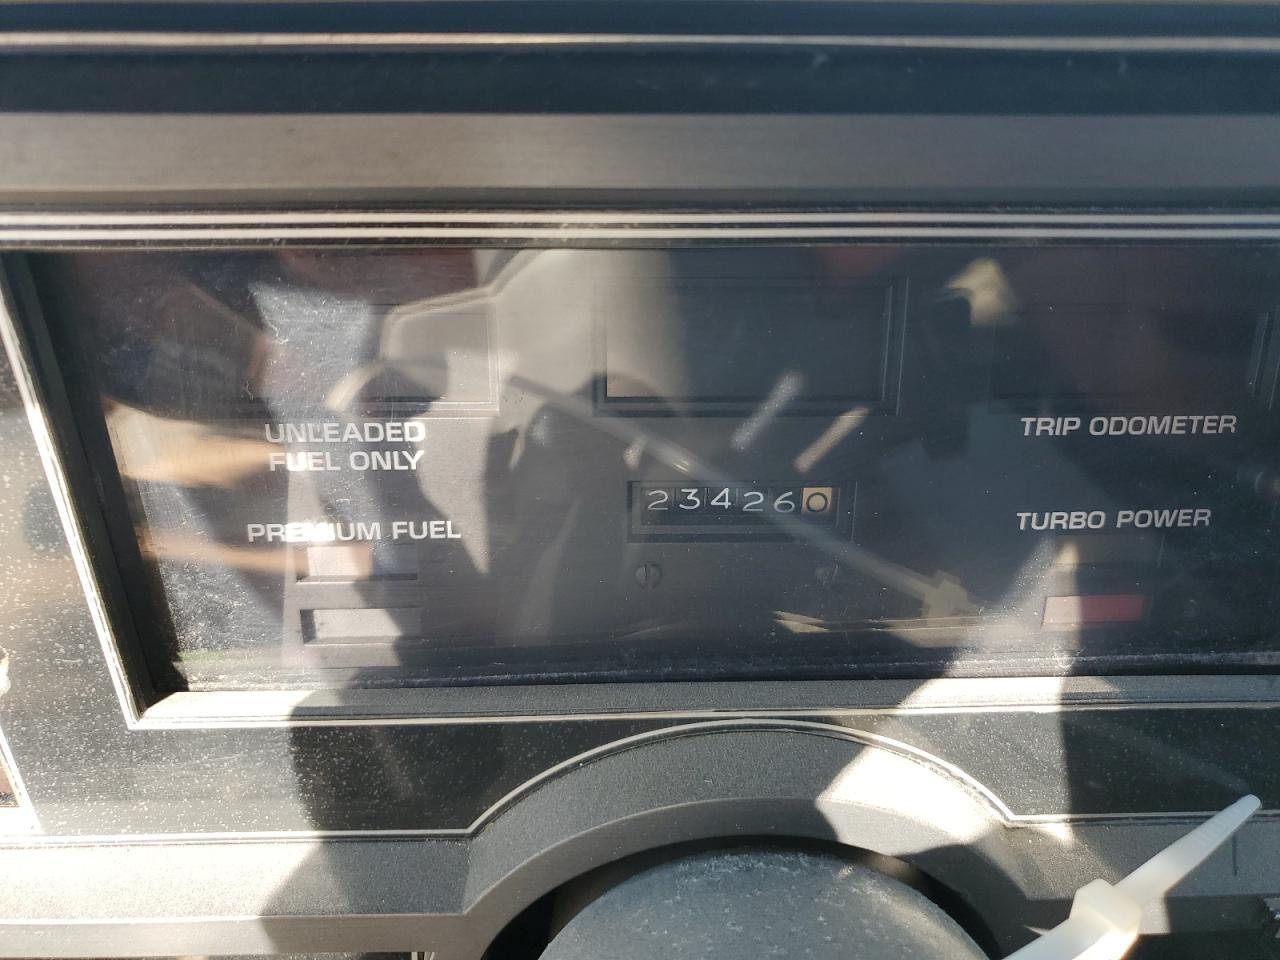 UNLEADED
FUEL ONLY
PREMIUM FUEL
234260
TRIP ODOMETER
TURBO POWER